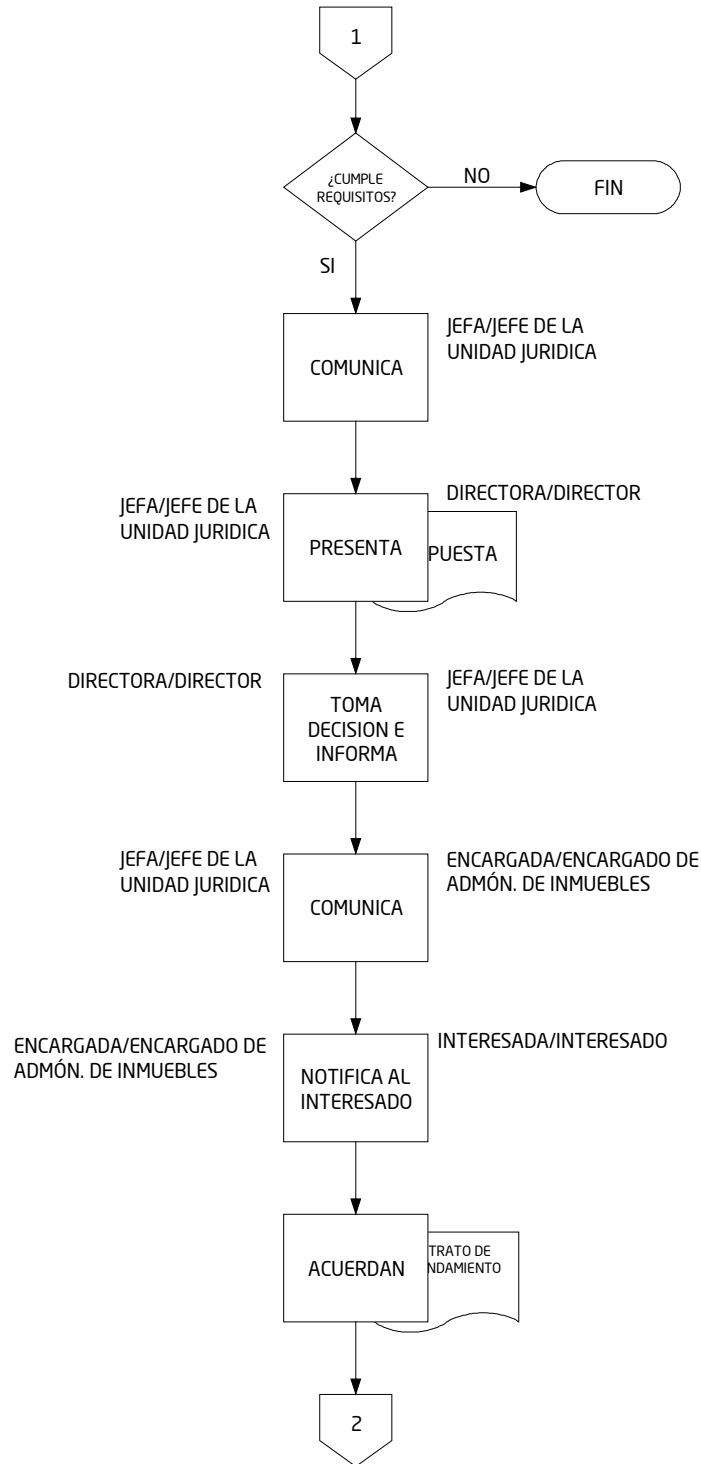 1
¿CUMPLE
REQUISITOS?
NO
FIN
SI
JEFA/JEFE DE LA
UNIDAD JURIDICA
COMUNICA
JEFA/JEFE DE LA
UNIDAD JURIDICA
DIRECTORA/DIRECTOR
PRESENTA
PUESTA
DIRECTORA/DIRECTOR
JEFA/JEFE DE LA
UNIDAD JURIDICA
TOMA
DECISION E
INFORMA
JEFA/JEFE DE LA
UNIDAD JURIDICA
ENCARGADA/ENCARGADO DE
ADMÓN. DE INMUEBLES
COMUNICA
ENCARGADA/ENCARGADO DE
ADMÓN. DE INMUEBLES
INTERESADA/INTERESADO
NOTIFICA AL
INTERESADO
ACUERDAN
TRATO DE
NDAMIENTO
2